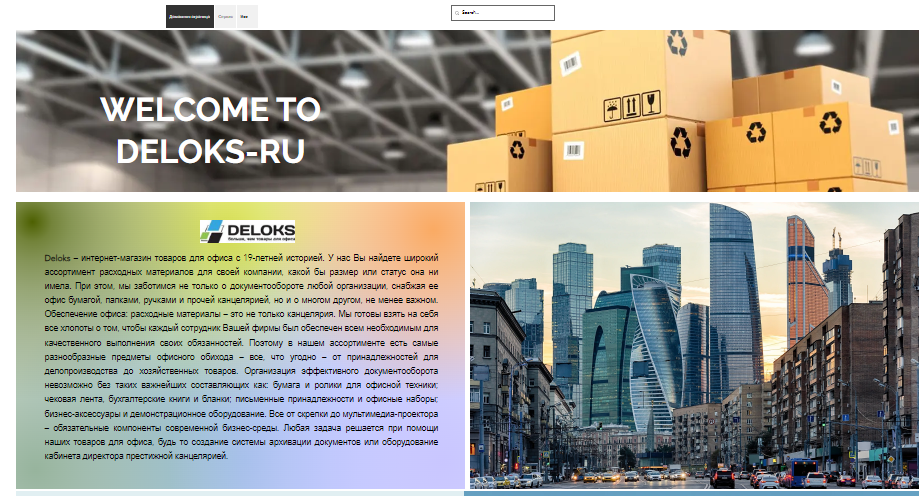 WELCOME TO
DELOKS-RU
DELOKS
больше, чем товары для офиса
Deloks – интернет-магазин товаров для офиса с 19-летней историей. У нас Вы найдете широкий
ассортимент расходных материалов для своей компании, какой бы размер или статус она ни
имела. При этом, мы заботимся не только о документообороте любой организации, снабжая ее
офис бумагой, папками, ручками и прочей канцелярией, но и о многом другом, не менее важном.
Обеспечение офиса: расходные материалы – это не только канцелярия. Мы готовы взять на себя
все хлопоты о том, чтобы каждый сотрудник Вашей фирмы был обеспечен всем необходимым для
качественного выполнения своих обязанностей. Поэтому в нашем ассортименте есть самые
разнообразные предметы офисного обихода – все, что угодно – от принадлежностей для
делопроизводства до хозяйственных товаров. Организация эффективного документооборота
невозможно без таких важнейших составляющих как: бумага и ролики для офисной техники;
чековая лента, бухгалтерские книги и бланки; письменные принадлежности и офисные наборы;
бизнес-аксессуары и демонстрационное оборудование. Все от скрепки до мультимедиа-проектора
– обязательные компоненты современной бизнес-среды. Любая задача решается при помощи
наших товаров для офиса, будь то создание системы архивации документов или оборудование
кабинета директора престижной канцелярией.